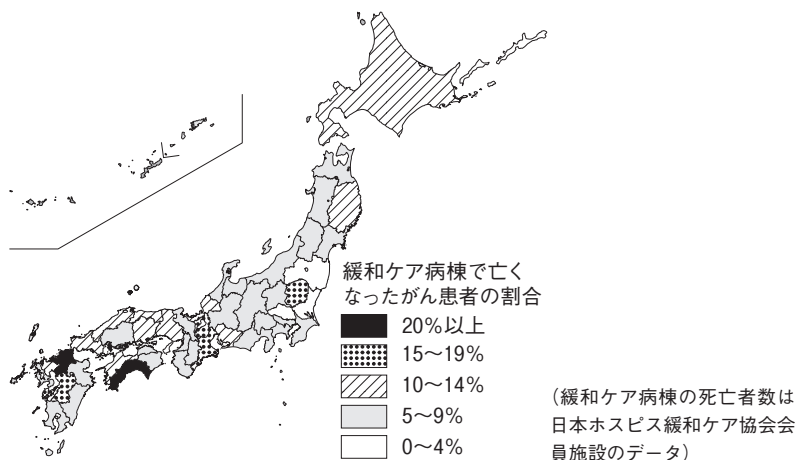 緩和ケア病棟で亡く
なったがん患者の割合
20%以上
15〜19%
10〜14%
5〜9%
0〜4%
(緩和ケア病棟の死亡者数は
日本ホスピス緩和ケア協会会
員施設のデータ)